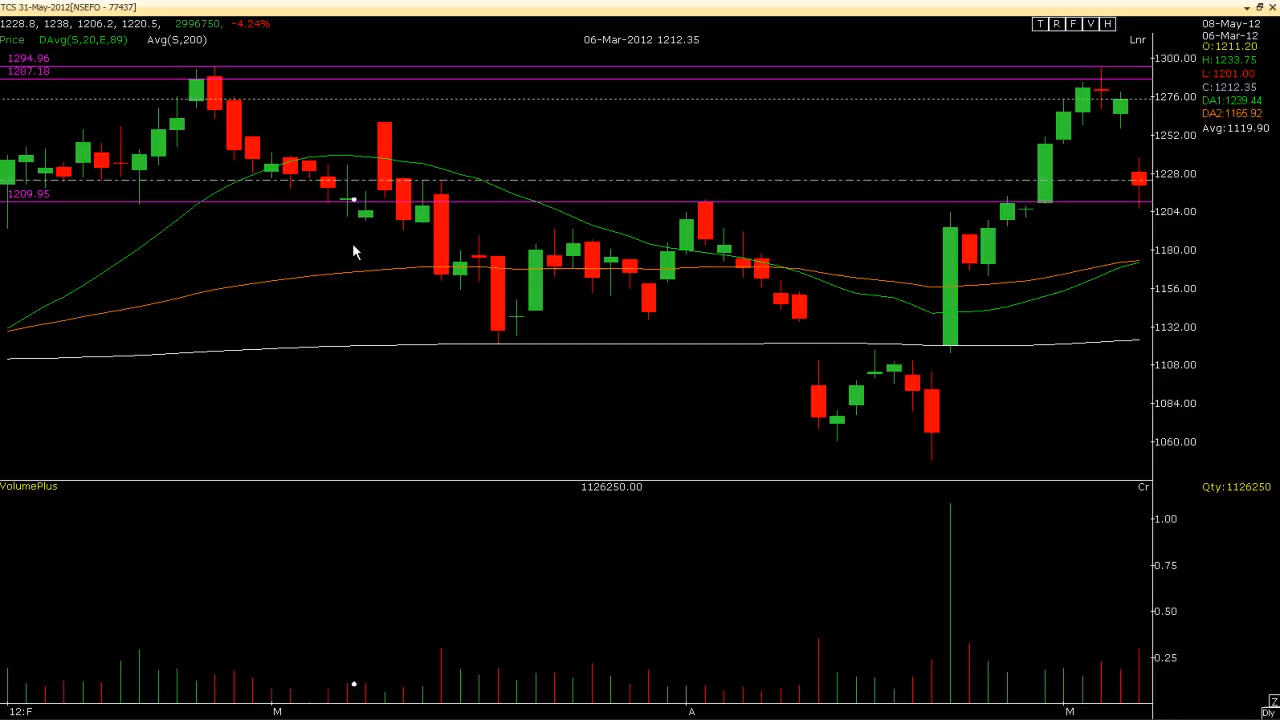 TCS 31-May-2012[NSEFO - 77437]
1228.8, 1238, 1206.2, 1220.5, 2996750, -4.24%
T R F V H
08-May-12
Price DAvg(S,20,E,89) Avg(S,200)
06-Mar-2012 1212.35
Lnr
06-Mar-12
O:1211.20
H:1233.75
L:1201.00
C:1212.35
DA1:1239.44
DA2:1165.92
Avg:1119.90
1294.96
1287.18
1209.95
1300.00
1276.00
1252.00
1228.00
1204.00
1180.00
1156.00
1132.00
1108.00
1084.00
1060.00
VolumePlus
1126250.00
Cr
Qty:1126250
1.00
0.75
0.50
0.25
12:F
M
A
M
Z
Dly